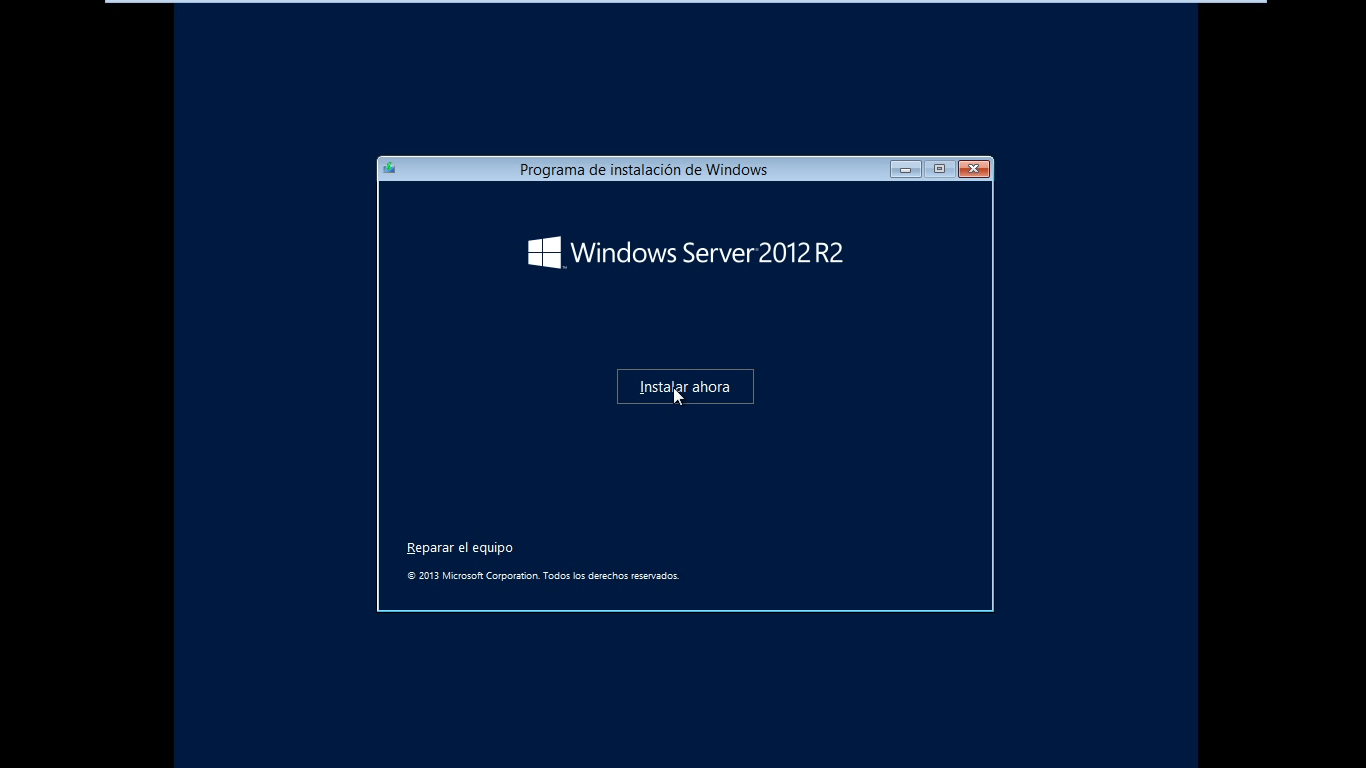 Programa de instalación de Windows
Windows Server 2012 R2
Instalar ahora
Reparar el equipo
© 2013 Microsoft Corporation. Todos los derechos reservados.